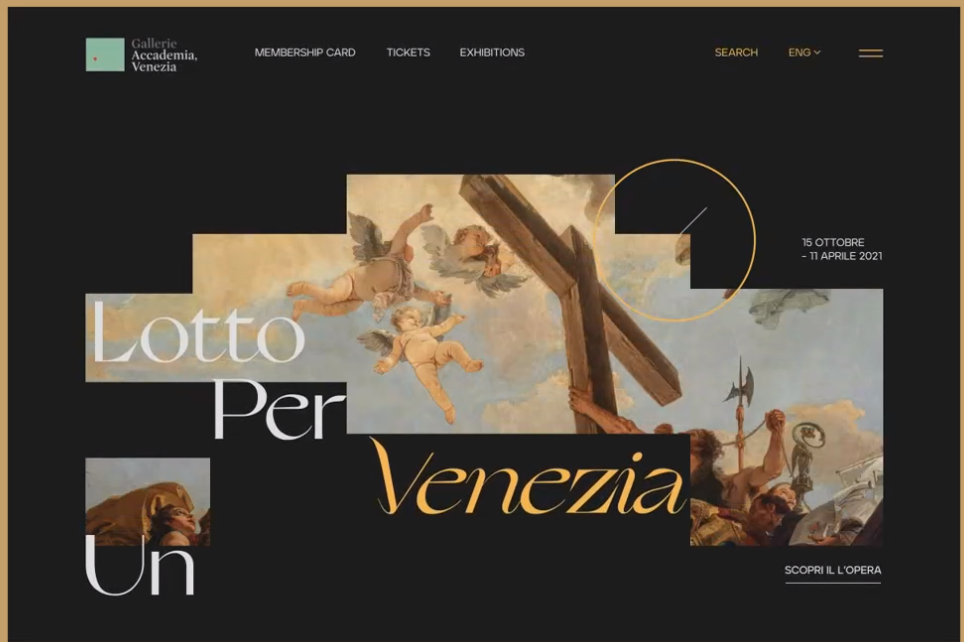 Gallerie
Accademia,
Venezia
MEMBERSHIP CARD
TICKETS
EXHIBITIONS
SEARCH
ENG
15 OTTOBRE
- 11 APRILE 2021
Lotto
Per
Venezia
Un
SCOPRI IL L'OPERA